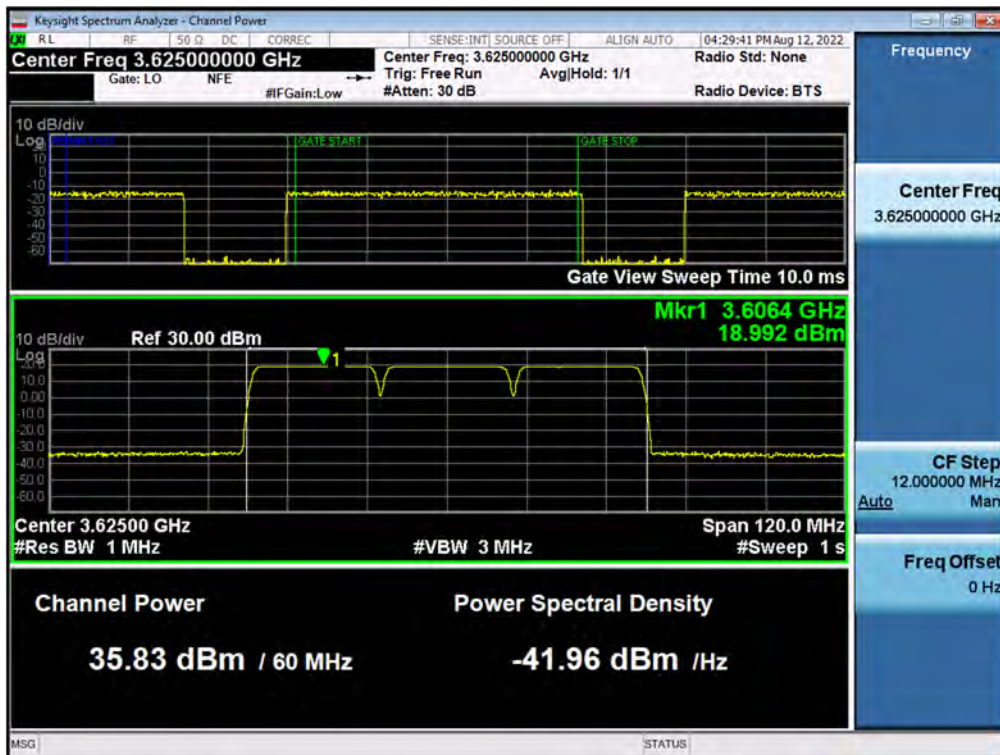 Keysight Spectrum Analyzer - Channel Power
LXI RL RF 50 Ω DC CORREC SENSE:INT SOURCE OFF ALIGN AUTO 04:29:41 PM Aug 12, 2022
Center Freq 3.625000000 GHz
Gate: LO NFE
#IFGain:Low
Center Freq: 3.625000000 GHz
Trig: Free Run Avg|Hold: 1/1
#Atten: 30 dB
Radio Std: None
Radio Device: BTS
10 dB/div
Log
GATE START
GATE STOP
10
0
-10
-20
-30
-40
-50
-60
Gate View Sweep Time 10.0 ms
Mkr1 3.6064 GHz
18.992 dBm
10 dB/div Ref 30.00 dBm
Log
1
20.0
10.0
0.00
-10.0
-20.0
-30.0
-40.0
-50.0
-60.0
Center 3.62500 GHz Span 120.0 MHz
#Res BW 1 MHz #VBW 3 MHz #Sweep 1 s
Channel Power Power Spectral Density
35.83 dBm / 60 MHz -41.96 dBm /Hz
Frequency
Center Freq
3.625000000 GHz
CF Step
12.000000 MHz
Auto Man
Freq Offset
0 Hz
MSG STATUS